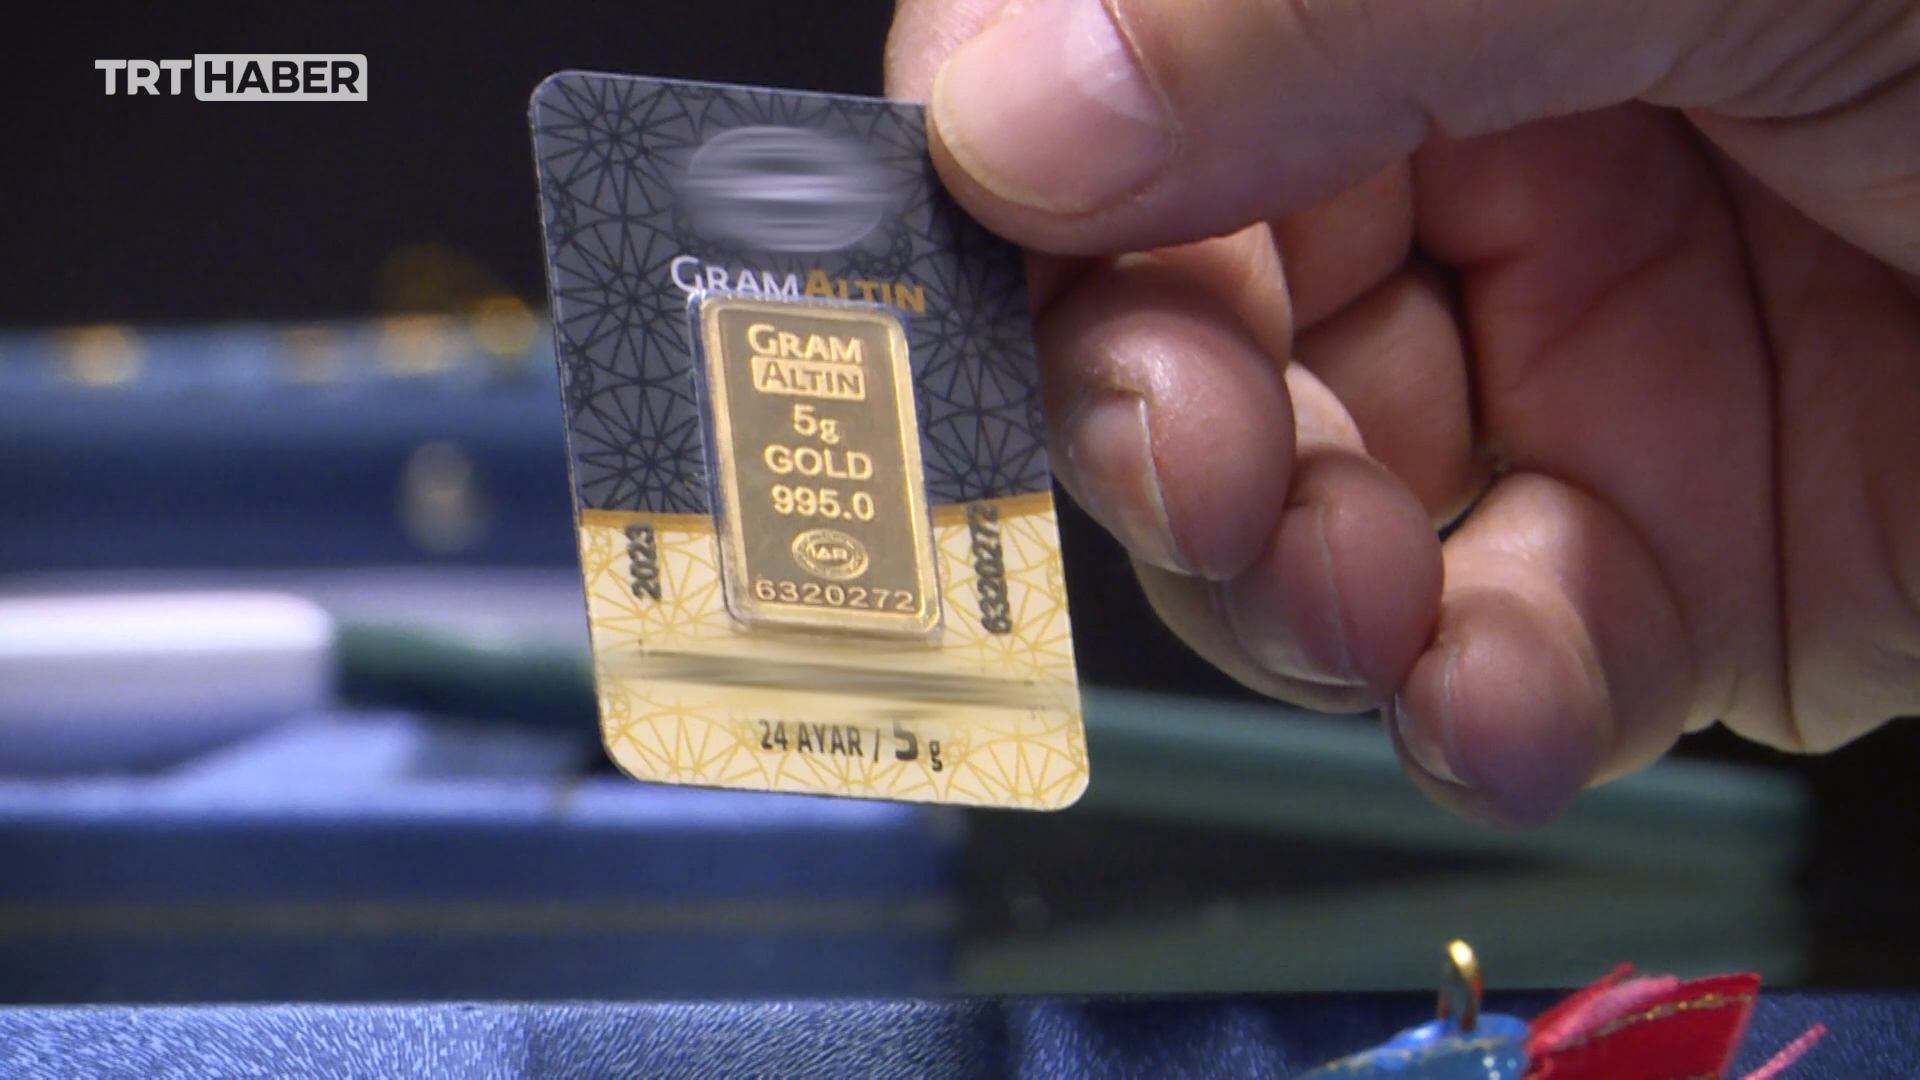 TRT HABER
GRAMALTIN
GRAM
ALTIN
5g
GOLD
995.0
IAR
6320272
2023
6320272
24 AYAR / 5 g